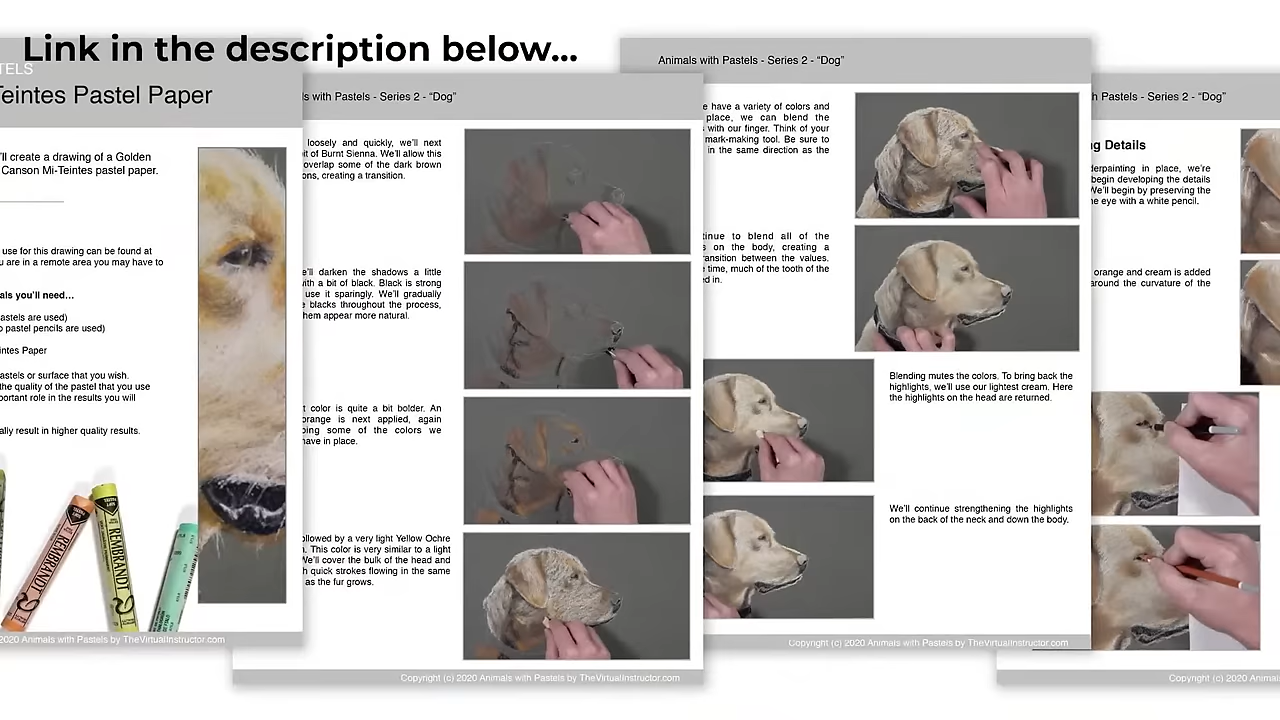 Link in the description below...
TELS
Teintes Pastel Paper
'll create a drawing of a Golden
Canson Mi-Teintes pastel paper.
use for this drawing can be found at
u are in a remote area you may have to
als you'll need…
astels are used)
o pastel pencils are used)
intes Paper
astels or surface that you wish.
the quality of the pastel that you use
portant role in the results you will
ally result in higher quality results.
REMBRANDT
REMBRANDT
2020 Animals with Pastels by TheVirtualInstructor.com
ls with Pastels - Series 2 - “Dog”
loosely and quickly, we'll next
it of Burnt Sienna. We'll allow this
overlap some of the dark brown
ons, creating a transition.
e'll darken the shadows a little
with a bit of black. Black is strong
use it sparingly. We'll gradually
e blacks throughout the process,
hem appear more natural.
t color is quite a bit bolder. An
orange is next applied, again
ping some of the colors we
have in place.
ollowed by a very light Yellow Ochre
. This color is very similar to a light
We'll cover the bulk of the head and
h quick strokes flowing in the same
as the fur grows.
Copyright (c) 2020 Animals with Pastels by TheVirtualInstructor.com
Animals with Pastels - Series 2 - “Dog”
e have a variety of colors and
place, we can blend the
s with our finger. Think of your
mark-making tool. Be sure to
in the same direction as the
tinue to blend all of the
s on the body, creating a
ransition between the values.
e time, much of the tooth of the
ed in.
Blending mutes the colors. To bring back the
highlights, we'll use our lightest cream. Here
the highlights on the head are returned.
We'll continue strengthening the highlights
on the back of the neck and down the body.
Copyright (c) 2020 Animals with Pastels by TheVirtualInstructor.com
h Pastels - Series 2 - “Dog”
ng Details
derpainting in place, we're
begin developing the details
We'll begin by preserving the
he eye with a white pencil.
orange and cream is added
around the curvature of the
Copyright (c) 2020 Anima